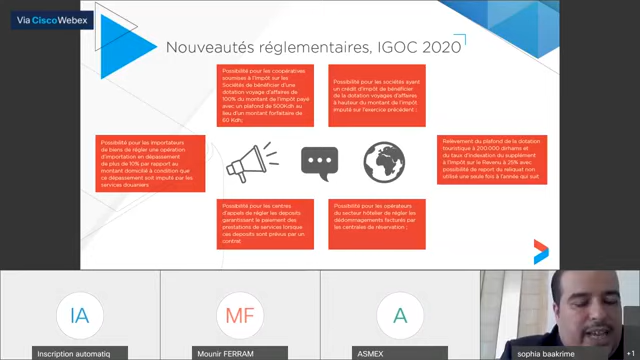 Via Cisco Webex
Nouveautés réglementaires, IGOC 2020
Possibilité pour les coopératives
soumises à l'impôt sur les
Sociétés de bénéficier d'une
dotation voyage d'affaires de
100% du montant de l'impôt payé
avec un plafond de 500Kdh au
lieu d'un montant forfaitaire de
60 Kdh;
Possibilité pour les sociétés ayant
un crédit d'impôt de bénéficier
de la dotation voyages d'affaires
à hauteur du montant de l'impôt
imputé sur l'exercice précédent ;
Possibilité pour les importateurs
de biens de régler une opération
d'importation en dépassement
de plus de 10% par rapport au
montant domicilié à condition que
ce dépassement soit imputé par les
services douaniers
Relèvement du plafond de la dotation
touristique à 200.000 dirhams et
du taux d'indexation du supplément
à l'impôt sur le Revenu à 25% avec
possibilité de report du reliquat non
utilisé une seule fois à l'année qui suit
Possibilité pour les centres
d'appels de régler les dépôts
garantissant le paiement des
prestations de services lorsque
ces dépôts sont prévus par un
contrat
Possibilité pour les opérateurs
du secteur hôtelier de régler les
dédommagements facturés par
les centrales de réservation ;
IA
MF
A
Inscription automatiq
Mounir FERRAM
ASMEX
sophia baakrime
+1